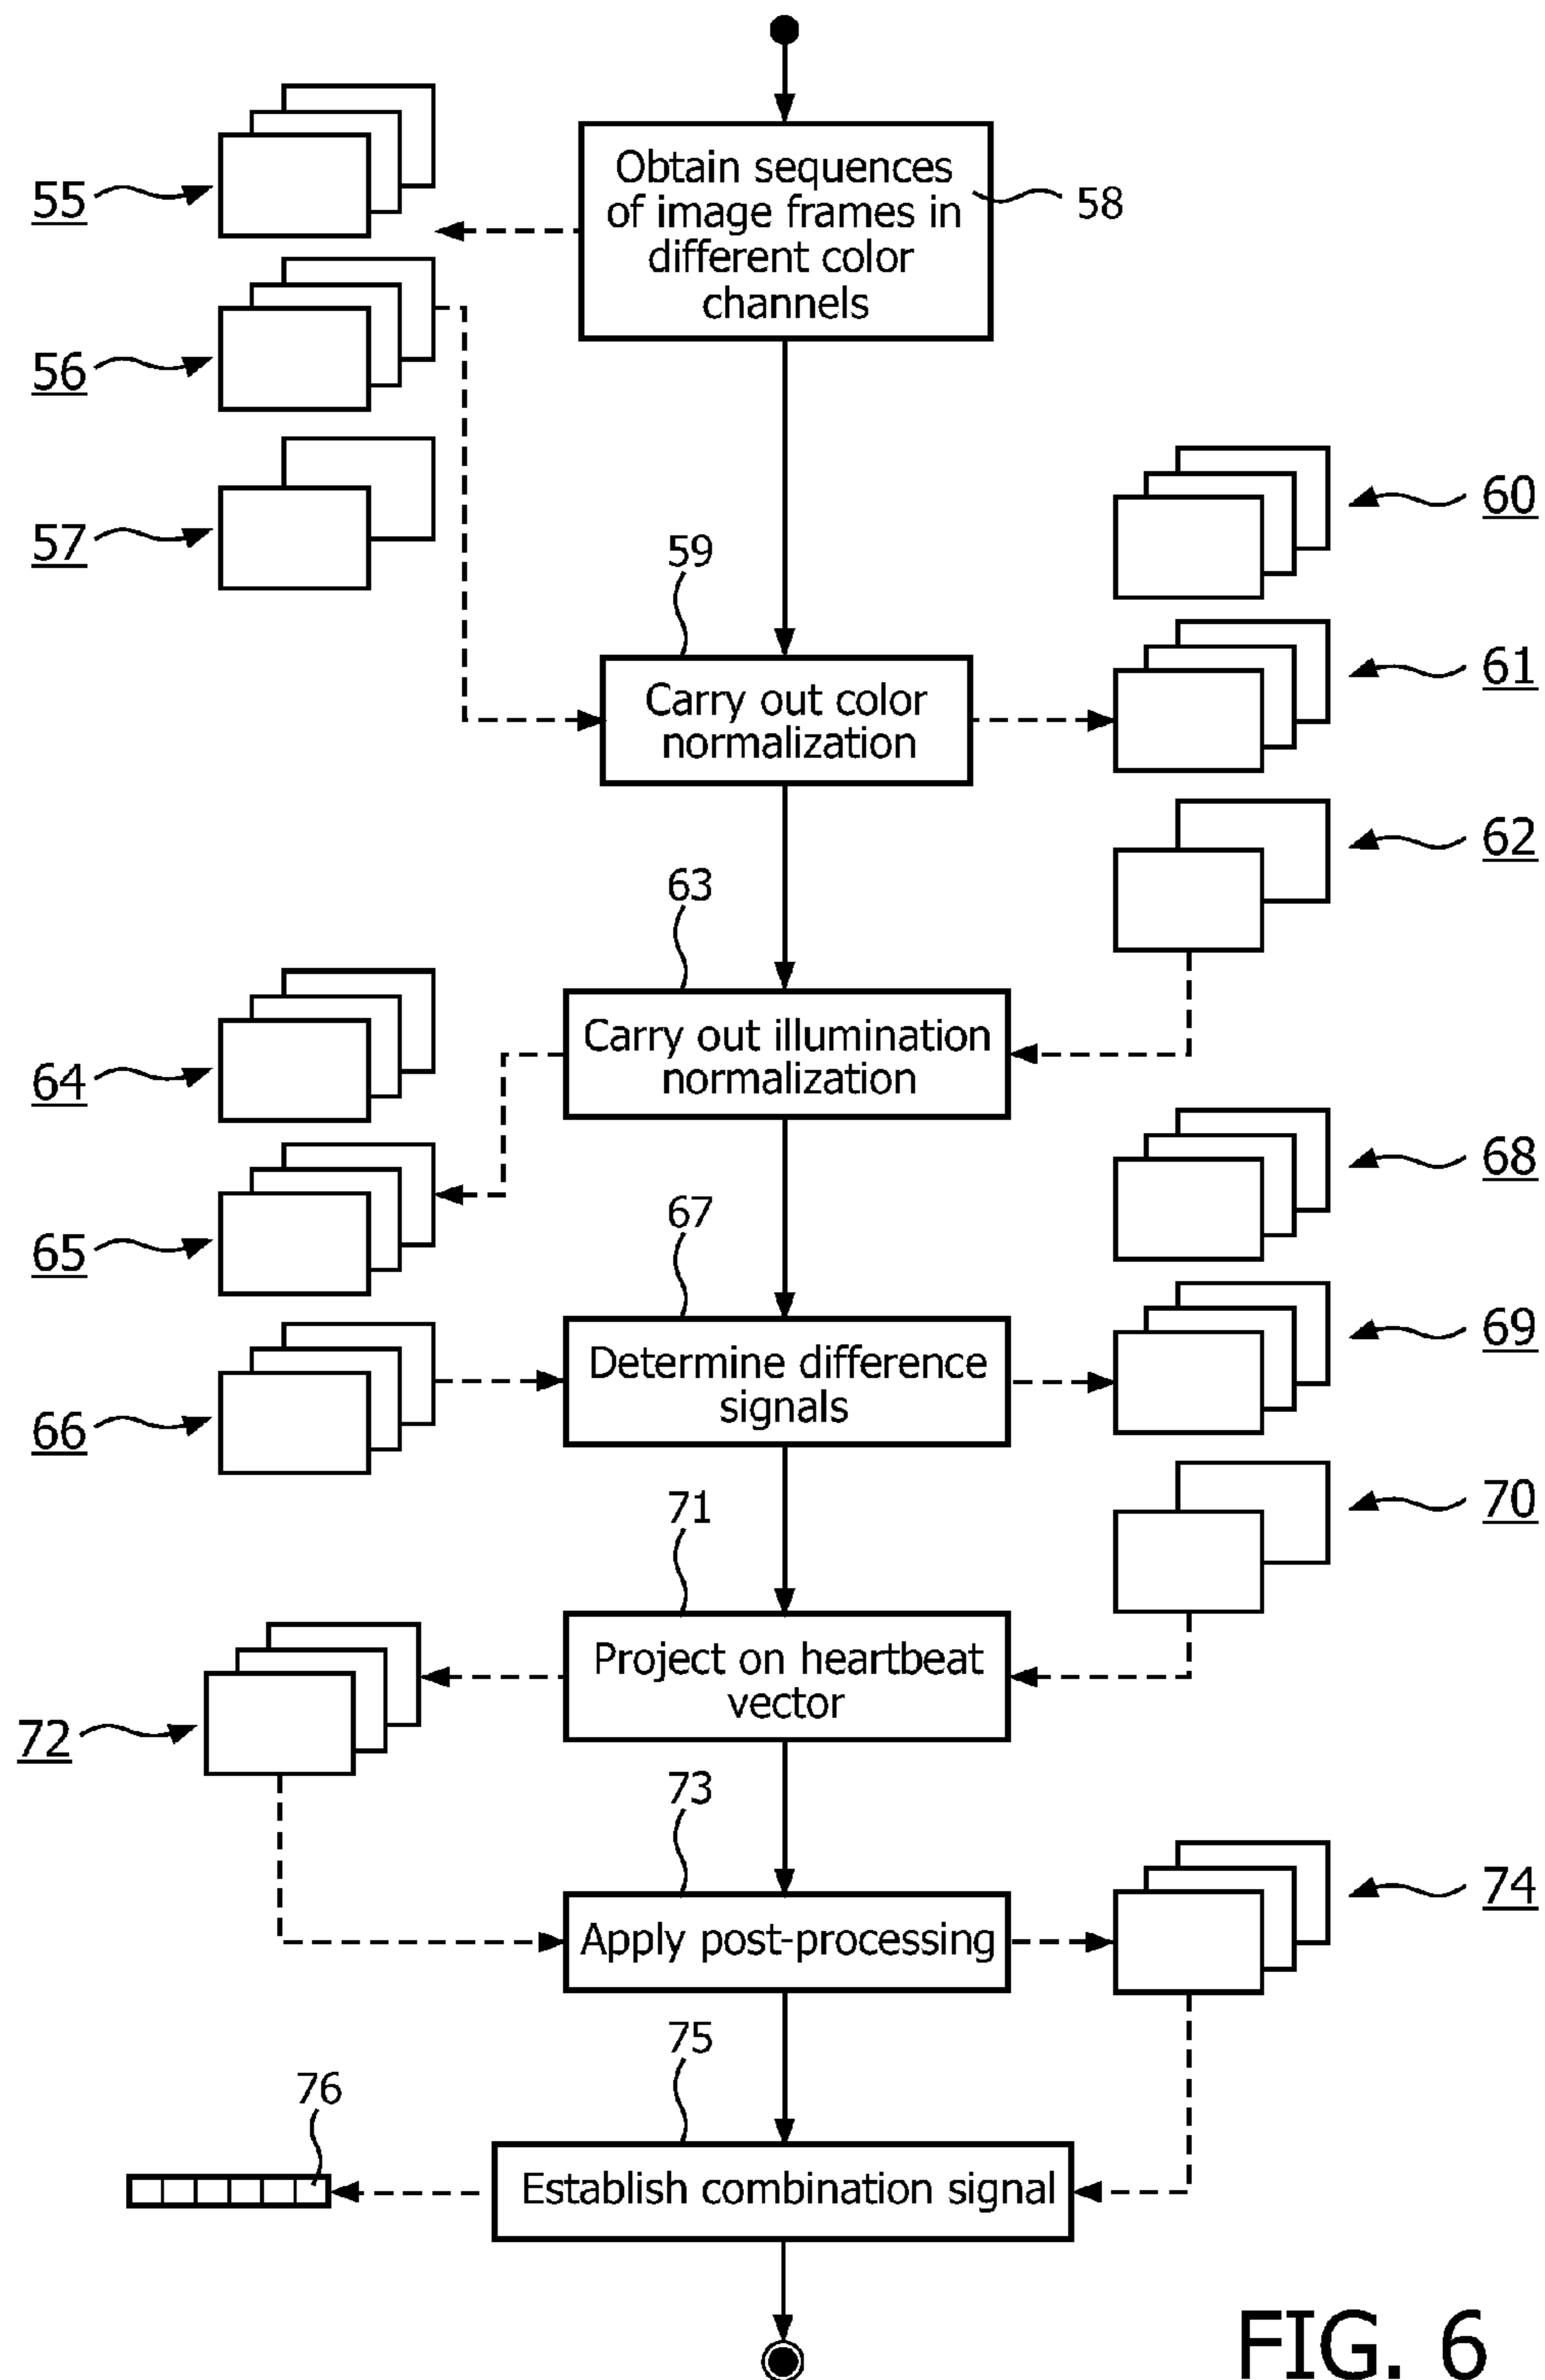 Obtain sequences
of image frames in
different color
channels
58
55
56
57
59
Carry out color
normalization
60
61
62
63
Carry out illumination
normalization
64
65
66
67
Determine difference
signals
68
69
70
71
Project on heartbeat
vector
72
73
Apply post-processing
74
75
Establish combination signal
76
FIG. 6